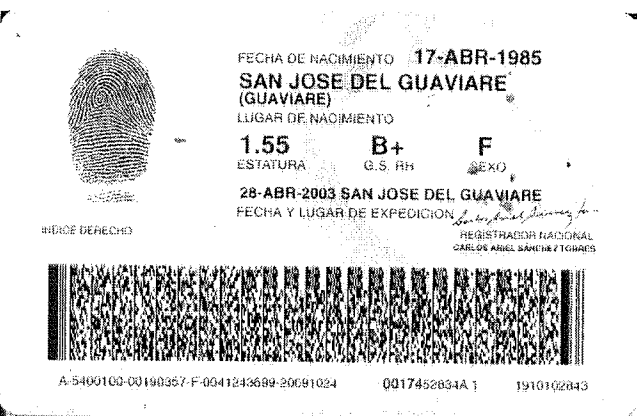 FECHA DE NACIMIENTO 17-ABR-1985
SAN JOSE DEL GUAVIARE
(GUAVIARE)
LUGAR DE NACIMIENTO
1.55 B+ F
ESTATURA G.S. RH SEXO
28-ABR-2003 SAN JOSE DEL GUAVIARE
FECHA Y LUGAR DE EXPEDICION
INDICE DERECHO
REGISTRADOR NACIONAL
CARLOS ARIEL SANCHEZ TORRES
A-5400100-00190357-F-0041243699-20091024 0017452834A 1 1910102843